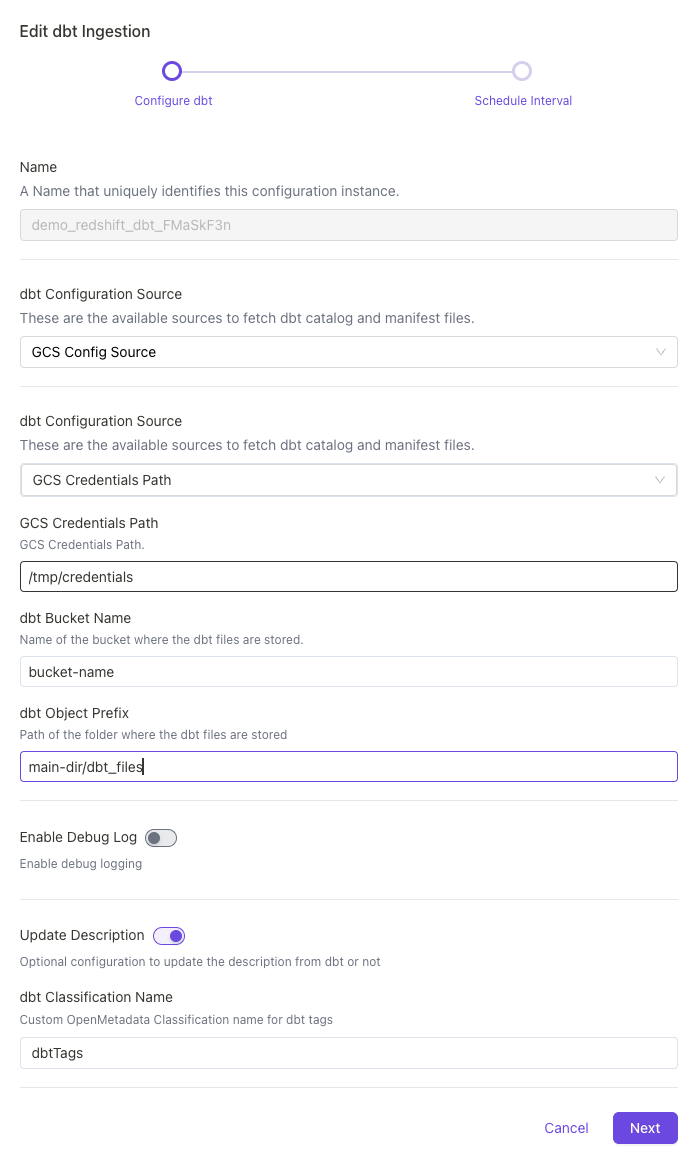 Edit dbt Ingestion
Configure dbt
Schedule Interval
Name
A Name that uniquely identifies this configuration instance.
demo_redshift_dbt_FMaSkF3n
dbt Configuration Source
These are the available sources to fetch dbt catalog and manifest files.
GCS Config Source
dbt Configuration Source
These are the available sources to fetch dbt catalog and manifest files.
GCS Credentials Path
GCS Credentials Path
GCS Credentials Path.
/tmp/credentials
dbt Bucket Name
Name of the bucket where the dbt files are stored.
bucket-name
dbt Object Prefix
Path of the folder where the dbt files are stored
main-dir/dbt_files
Enable Debug Log
Enable debug logging
Update Description
Optional configuration to update the description from dbt or not
dbt Classification Name
Custom OpenMetadata Classification name for dbt tags
dbtTags
Cancel
Next